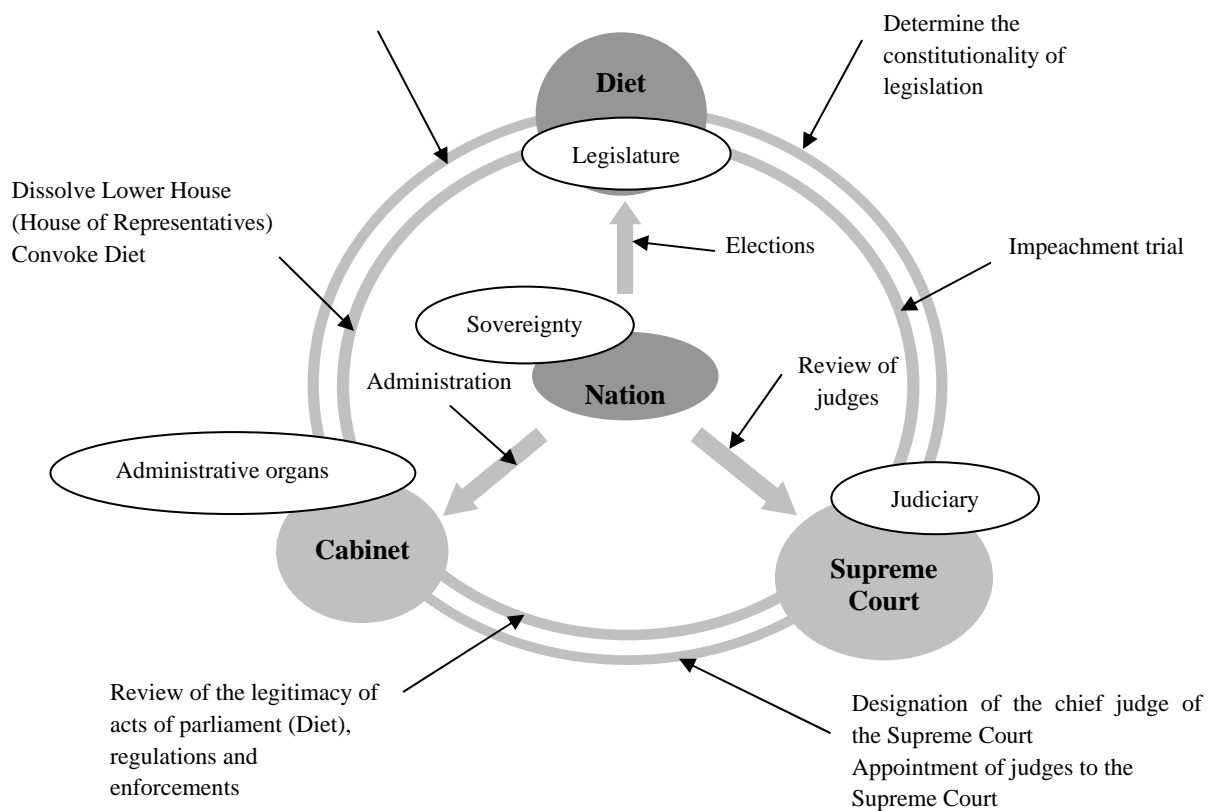 Determine the
constitutionality of
legislation
Diet
Legislature
Dissolve Lower House
(House of Representatives)
Convoke Diet
Elections
Impeachment trial
Sovereignty
Administration
Nation
Review of
judges
Administrative organs
Judiciary
Cabinet
Supreme
Court
Review of the legitimacy of
acts of parliament (Diet),
regulations and
enforcements
Designation of the chief judge of
the Supreme Court
Appointment of judges to the
Supreme Court